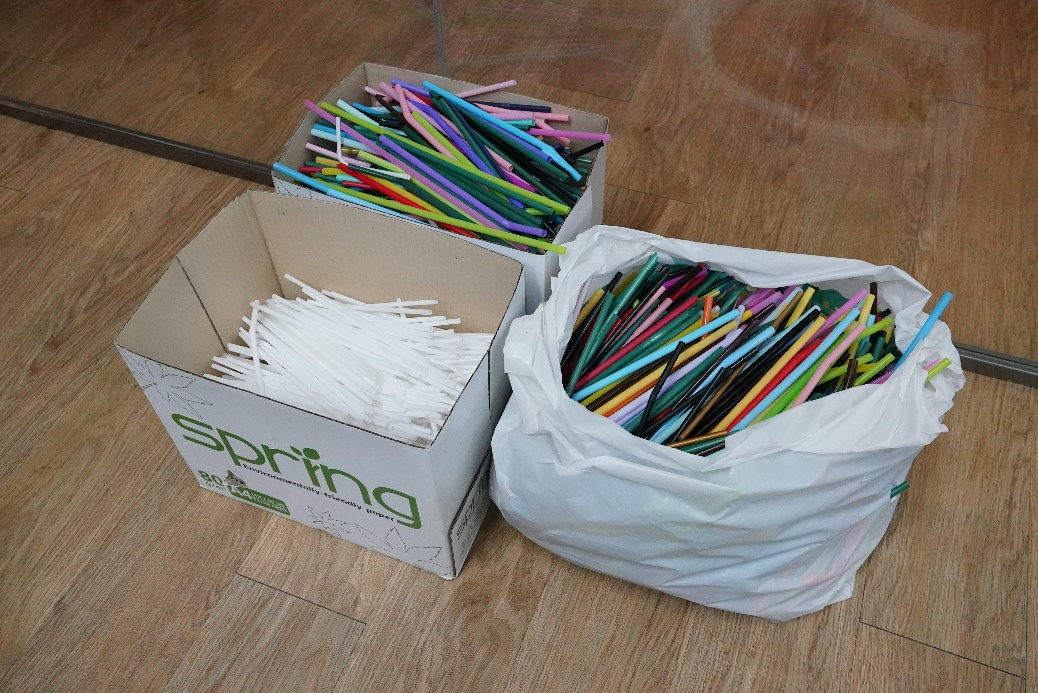 spring
Environmentally-friendly paper
80
A4